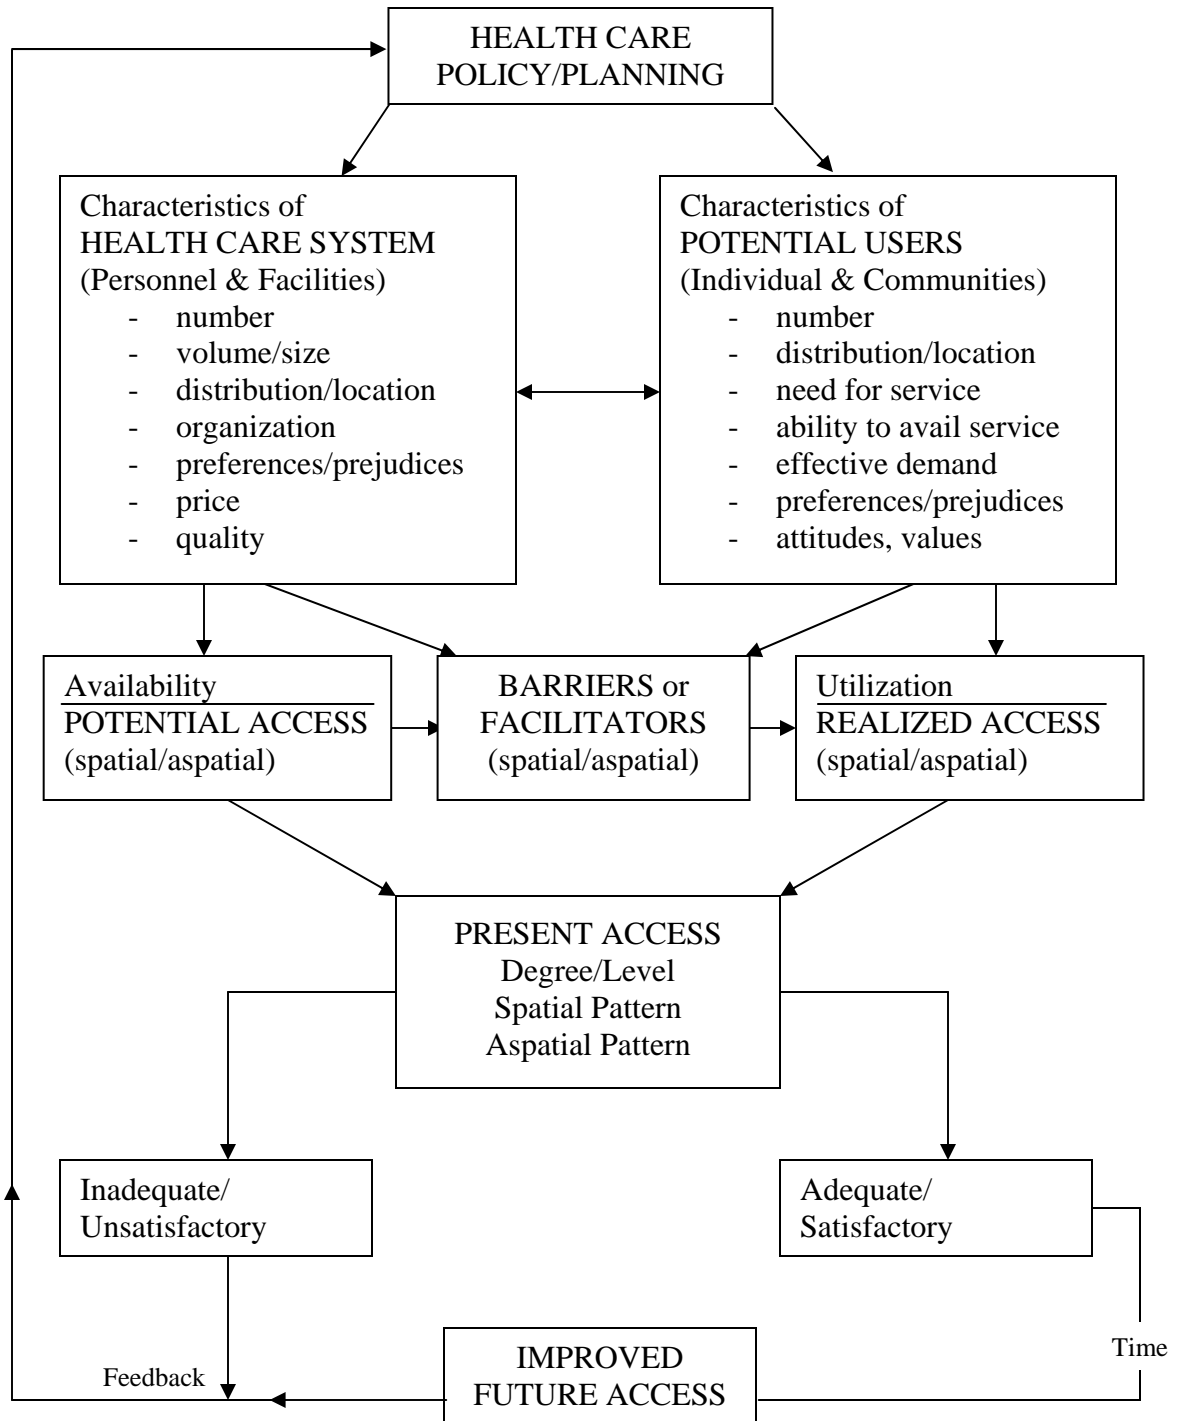 HEALTH CARE
POLICY/PLANNING
Characteristics of
HEALTH CARE SYSTEM
(Personnel & Facilities)
- number
- volume/size
- distribution/location
- organization
- preferences/prejudices
- price
- quality
Characteristics of
POTENTIAL USERS
(Individual & Communities)
- number
- distribution/location
- need for service
- ability to avail service
- effective demand
- preferences/prejudices
- attitudes, values
Availability
POTENTIAL ACCESS
(spatial/aspatial)
BARRIERS or
FACILITATORS
(spatial/aspatial)
Utilization
REALIZED ACCESS
(spatial/aspatial)
PRESENT ACCESS
Degree/Level
Spatial Pattern
Aspatial Pattern
Inadequate/
Unsatisfactory
Adequate/
Satisfactory
Feedback
IMPROVED
FUTURE ACCESS
Time